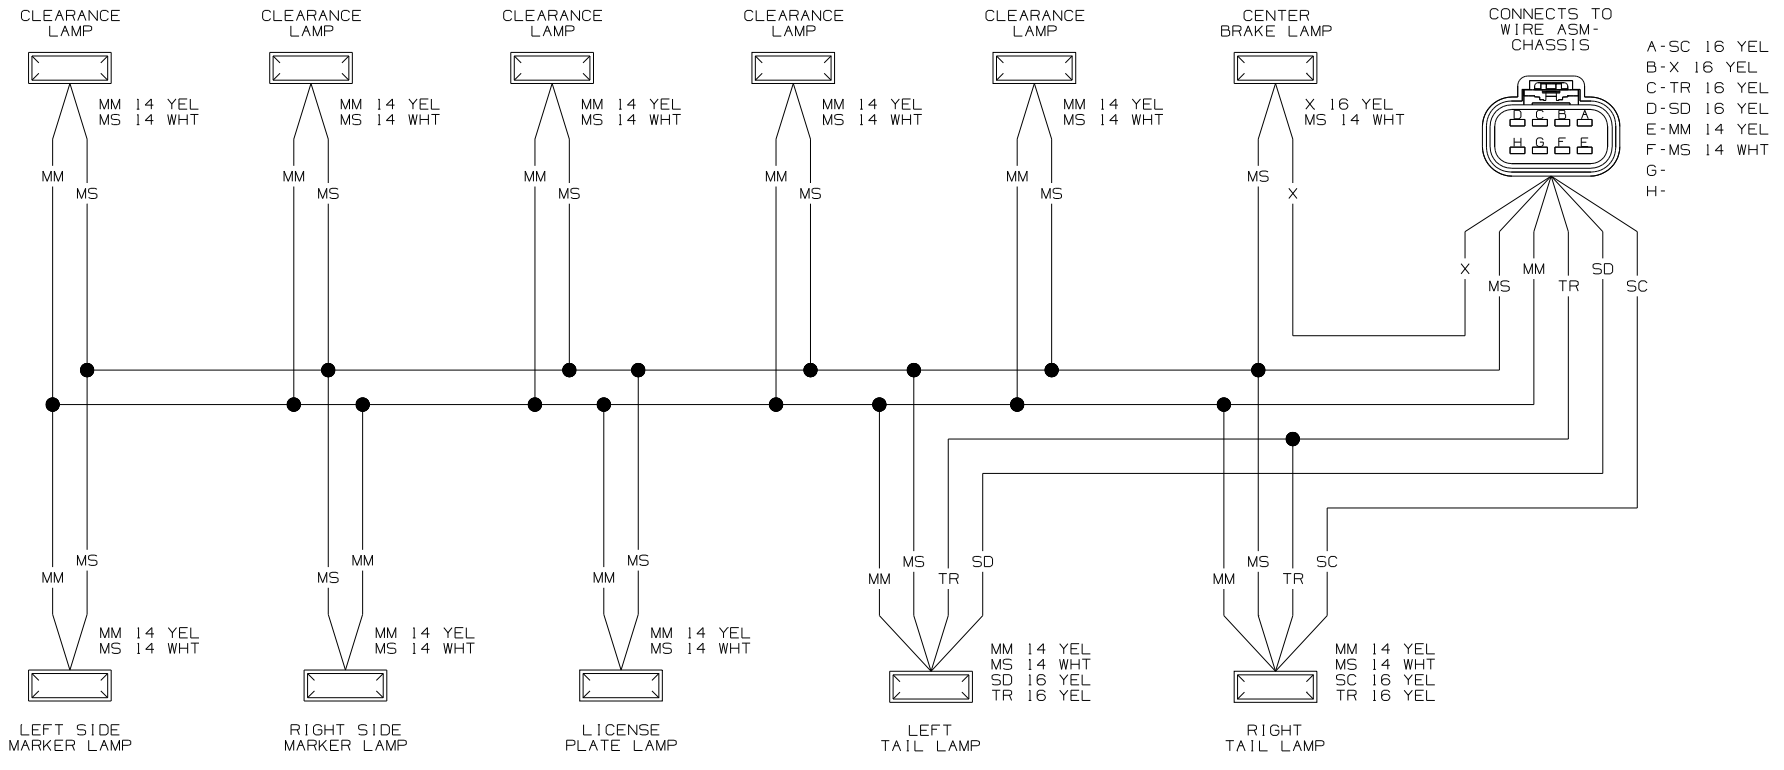 CLEARANCE
LAMP
CLEARANCE
LAMP
CLEARANCE
LAMP
CLEARANCE
LAMP
CLEARANCE
LAMP
CENTER
BRAKE LAMP
CONNECTS TO
WIRE ASM-
CHASSIS
A-SC 16 YEL
B-X 16 YEL
C-TR 16 YEL
D-SD 16 YEL
E-MM 14 YEL
F-MS 14 WHT
G-
H-
MM 14 YEL
MS 14 WHT
MM 14 YEL
MS 14 WHT
MM 14 YEL
MS 14 WHT
MM 14 YEL
MS 14 WHT
MM 14 YEL
MS 14 WHT
X 16 YEL
MS 14 WHT
D C B A
H G F E
MM
MS
MM
MS
MM
MS
MM
MS
MM
MS
MS
X
X
MS
MM
TR
SD
SC
MM
MS
MS
MM
MM
MS
MM
MS
TR
SD
MM
MS
TR
SC
MM 14 YEL
MS 14 WHT
MM 14 YEL
MS 14 WHT
MM 14 YEL
MS 14 WHT
MM 14 YEL
MS 14 WHT
SD 16 YEL
TR 16 YEL
MM 14 YEL
MS 14 WHT
SC 16 YEL
TR 16 YEL
LEFT SIDE
MARKER LAMP
RIGHT SIDE
MARKER LAMP
LICENSE
PLATE LAMP
LEFT
TAIL LAMP
RIGHT
TAIL LAMP